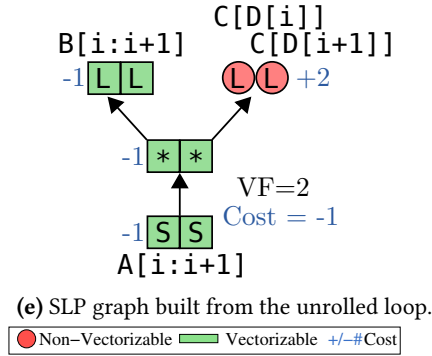 C[D[i]]
B[i:i+1] C[D[i+1]]
-1 L L L L +2
-1 * *
VF=2
-1 S S Cost = -1
A[i:i+1]
(e) SLP graph built from the unrolled loop.
Non-Vectorizable Vectorizable +/-#Cost